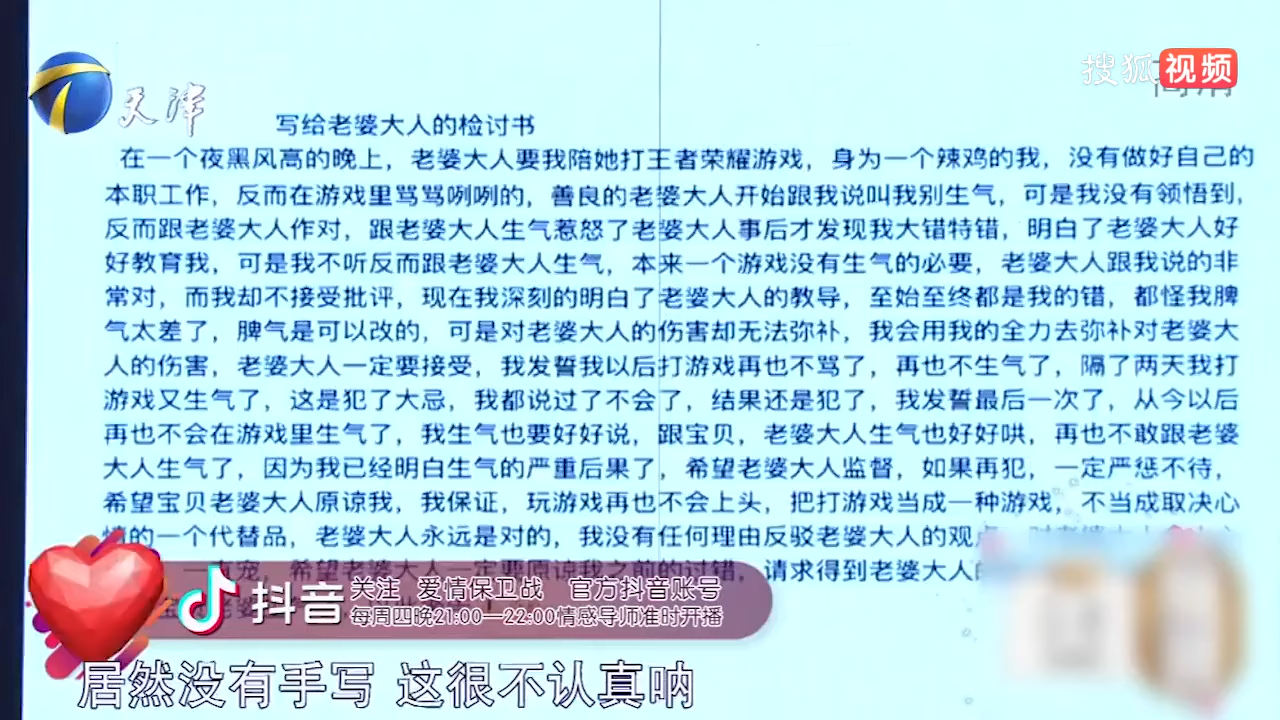 天津
搜狐视频
高清
写给老婆大人的检讨书
在一个夜黑风高的晚上，老婆大人要我陪她打王者荣耀游戏，身为一个辣鸡的我，没有做好自己的
本职工作，反而在游戏里骂骂咧咧的，善良的老婆大人开始跟我说叫我别生气，可是我没有领悟到，
反而跟老婆大人作对，跟老婆大人生气惹怒了老婆大人事后才发现我大错特错，明白了老婆大人好
好教育我，可是我不听反而跟老婆大人生气，本来一个游戏没有生气的必要，老婆大人跟我说的非
常对，而我却不接受批评，现在我深刻的明白了老婆大人的教导，至始至终都是我的错，都怪我脾
气太差了，脾气是可以改的，可是对老婆大人的伤害却无法弥补，我会用我的全力去弥补对老婆大
人的伤害，老婆大人一定要接受，我发誓我以后打游戏再也不骂了，再也不生气了，隔了两天我打
游戏又生气了，这是犯了大忌，我都说过了不会了，结果还是犯了，我发誓最后一次了，从今以后
再也不会在游戏里生气了，我生气也要好好说，跟宝贝，老婆大人生气也好好哄，再也不敢跟老婆
大人生气了，因为我已经明白生气的严重后果了，希望老婆大人监督，如果再犯，一定严惩不待，
希望宝贝老婆大人原谅我，我保证，玩游戏再也不会上头，把打游戏当成一种游戏，不当成取决心
的一个代替品，老婆大人永远是对的，我没有任何理由反驳老婆大人的观
宠，希望老婆大人一定要原谅我之前的过错，请求得到老婆大人
抖音
关注 爱情保卫战 官方抖音账号
每周四晚21:00—22:00情感导师准时开播
居然没有手写 这很不认真呐